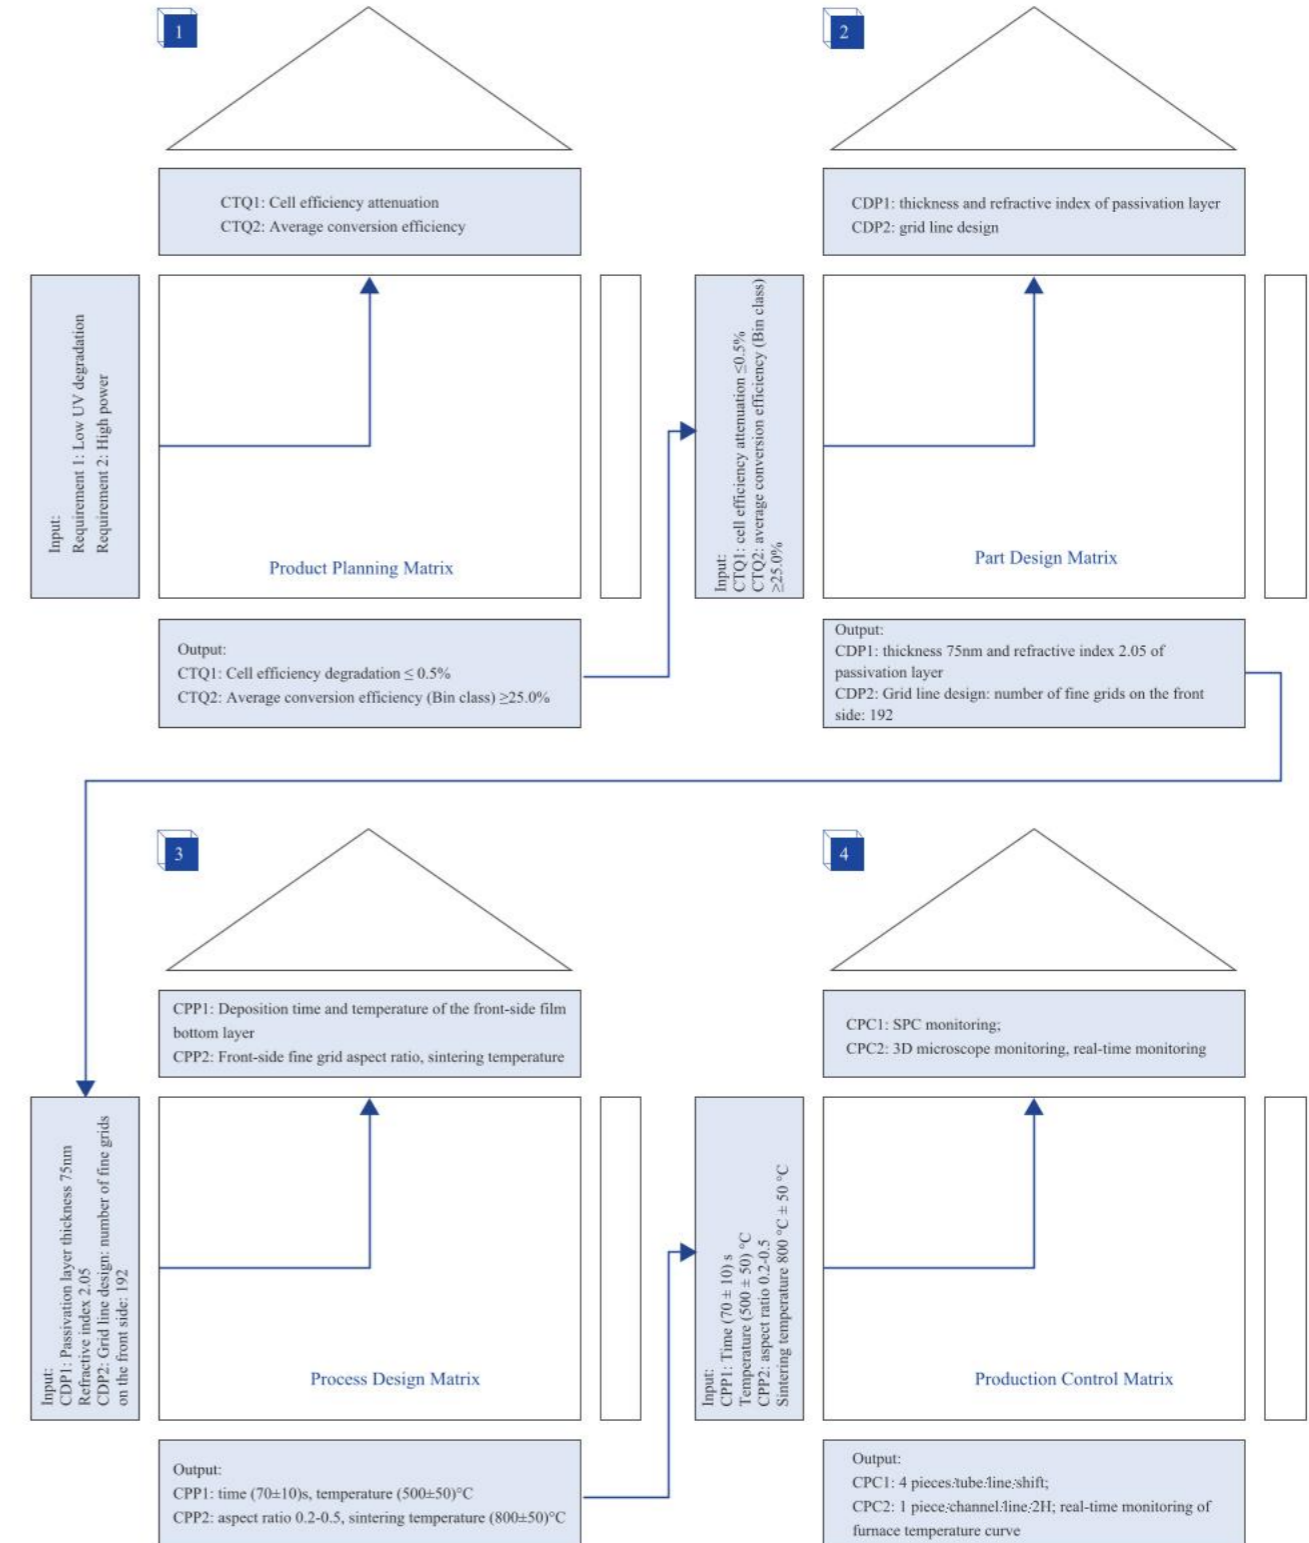 1
CTQ1: Cell efficiency attenuation
CTQ2: Average conversion efficiency
Input:
Requirement 1: Low UV degradation
Requirement 2: High power
Product Planning Matrix
Output:
CTQ1: Cell efficiency degradation ≤ 0.5%
CTQ2: Average conversion efficiency (Bin class) ≥25.0%
2
CDP1: thickness and refractive index of passivation layer
CDP2: grid line design
Input:
CTQ1: cell efficiency attenuation ≤0.5%
CTQ2: average conversion efficiency (Bin class)
≥25.0%
Part Design Matrix
Output:
CDP1: thickness 75nm and refractive index 2.05 of
passivation layer
CDP2: Grid line design: number of fine grids on the front
side: 192
3
CPP1: Deposition time and temperature of the front-side film
bottom layer
CPP2: Front-side fine grid aspect ratio, sintering temperature
Input:
CDP1: Passivation layer thickness 75nm
Refractive index 2.05
CDP2: Grid line design: number of fine grids
on the front side: 192
Process Design Matrix
Output:
CPP1: time (70±10)s, temperature (500±50)°C
CPP2: aspect ratio 0.2-0.5, sintering temperature (800±50)°C
4
CPC1: SPC monitoring;
CPC2: 3D microscope monitoring, real-time monitoring
Input:
CPP1: Time (70 ± 10) s
Temperature (500 ± 50) °C
CPP2: aspect ratio 0.2-0.5
Sintering temperature 800 °C ± 50 °C
Production Control Matrix
Output:
CPC1: 4 pieces/tube/line/shift;
CPC2: 1 piece/channel/line/2H; real-time monitoring of
furnace temperature curve